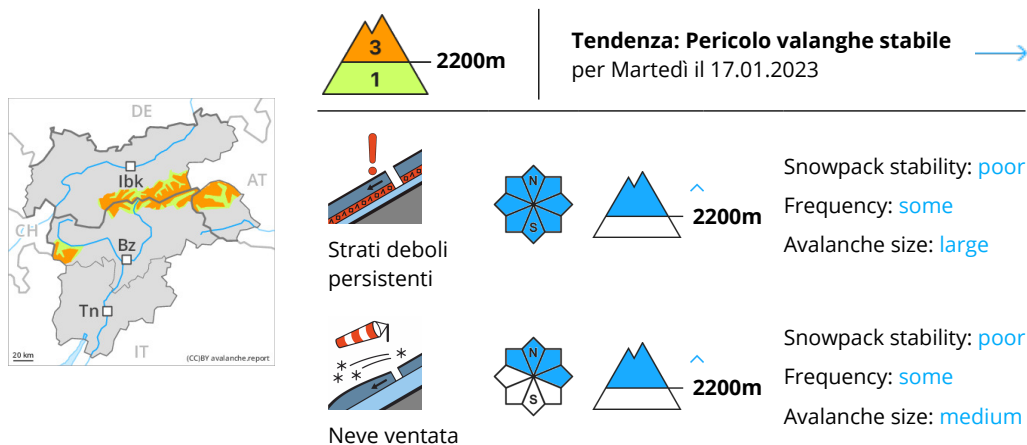 DE
Ibk
AT
CH
Bz
Tn
IT
20 km
(CC)BY avalanche.report
3
1
2200m
Tendenza: Pericolo valanghe stabile
per Martedì il 17.01.2023
Strati deboli
persistenti
N
S
2200m
Snowpack stability: poor
Frequency: some
Avalanche size: large
Neve ventata
N
S
2200m
Snowpack stability: poor
Frequency: some
Avalanche size: medium